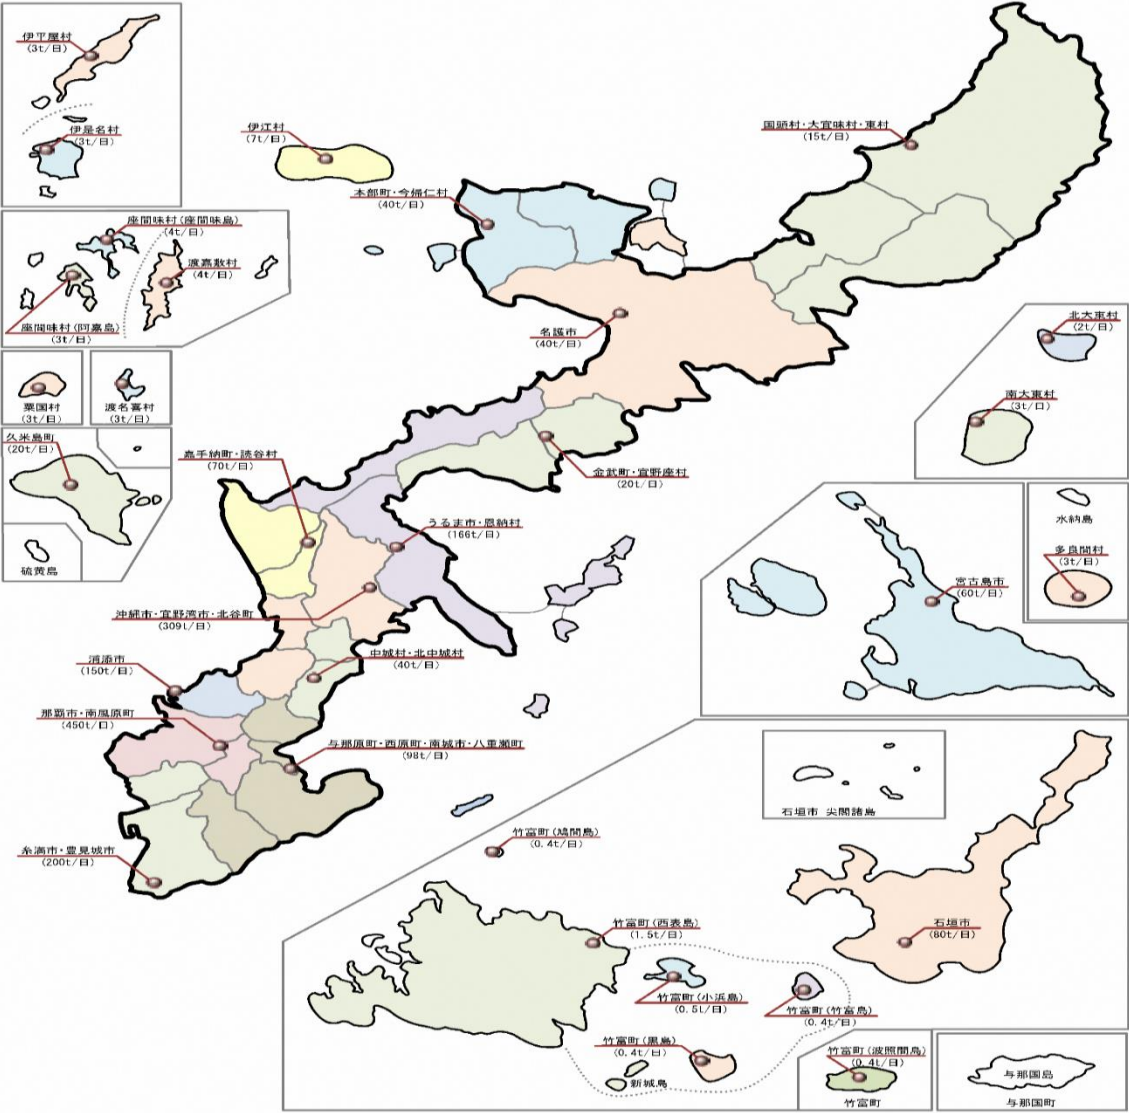 伊平屋村
(3t/日)
伊是名村
(3t/日)
伊江村
(7t/日)
国頭村・大宜味村・東村
(15t/日)
本部町・今帰仁村
(40t/日)
座間味村(座間味島)
(4t/日)
渡嘉敷村
(4t/日)
座間味村(阿嘉島)
(3t/日)
名護市
(40t/日)
北大東村
(2t/日)
南大東村
(3t/日)
粟国村
(3t/日)
渡名喜村
(3t/日)
久米島町
(20t/日)
硫黄島
嘉手納町・読谷村
(70t/日)
金武町・宜野座村
(20t/日)
うるま市・恩納村
(166t/日)
水納島
多良間村
(3t/日)
宮古島市
(60t/日)
沖縄市・宜野湾市・北谷町
(309t/日)
中城村・北中城村
(40t/日)
浦添市
(150t/日)
那覇市・南風原町
(450t/日)
与那原町・西原町・南城市・八重瀬町
(98t/日)
糸満市・豊見城市
(200t/日)
石垣市 尖閣諸島
竹富町(鳩間島)
(0.4t/日)
竹富町(西表島)
(1.5t/日)
石垣市
(80t/日)
竹富町(小浜島)
(0.5t/日)
竹富町(竹富島)
(0.4t/日)
竹富町(黒島)
(0.4t/日)
新城島
竹富町(波照間島)
(0.4t/日)
竹富町
与那国島
与那国町